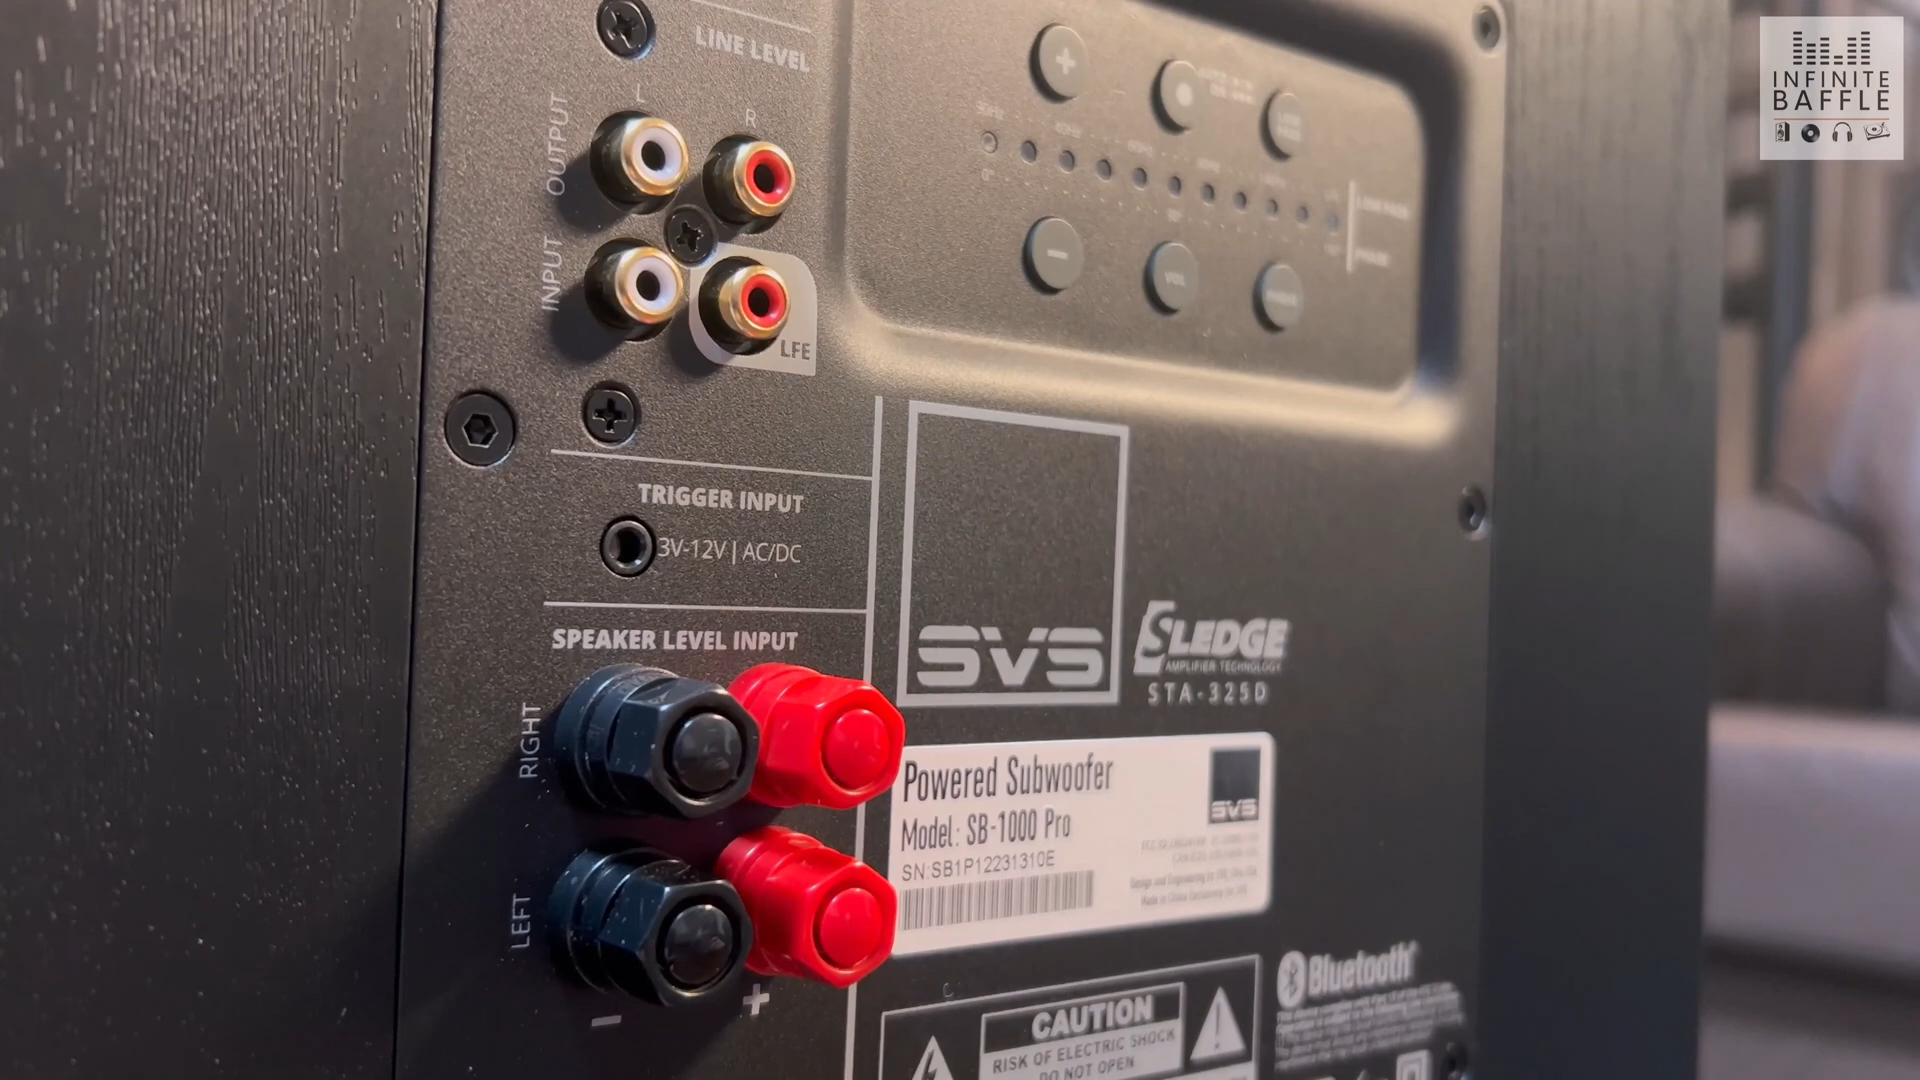 INFINITE
BAFFLE
LINE LEVEL
L
R
OUTPUT
INPUT
LFE
+
−
VOL
TRIGGER INPUT
3V-12V | AC/DC
SPEAKER LEVEL INPUT
RIGHT
LEFT
− +
SVS
SLEDGE
AMPLIFIER TECHNOLOGY
STA-325D
Powered Subwoofer
Model: SB-1000 Pro
SN:SB1P12231310E
SVS
Bluetooth
CAUTION
RISK OF ELECTRIC SHOCK
DO NOT OPEN